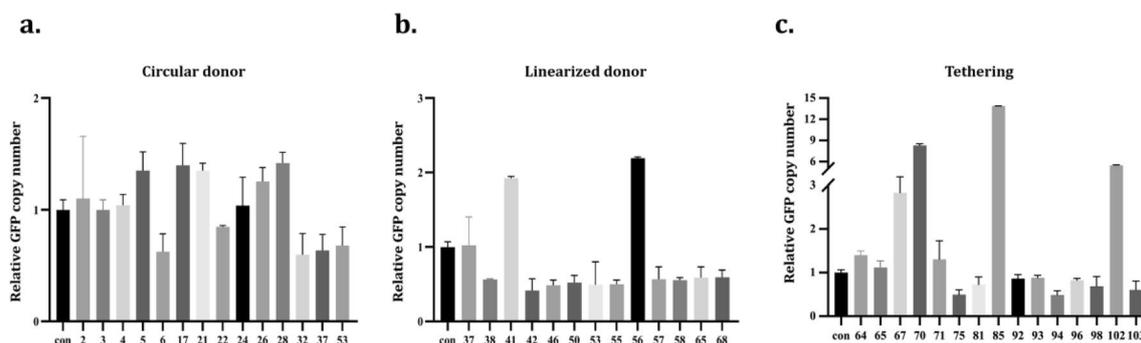 a.
Circular donor
Relative GFP copy number
2
1
0
con 2 3 4 5 6 17 21 22 24 26 28 32 37 53
b.
Linearized donor
Relative GFP copy number
3
2
1
0
con 37 38 41 42 46 50 53 55 56 57 58 65 68
c.
Tethering
Relative GFP copy number
15
12
9
6
3
2
1
0
con 64 65 67 70 71 75 81 85 92 93 94 96 98 102